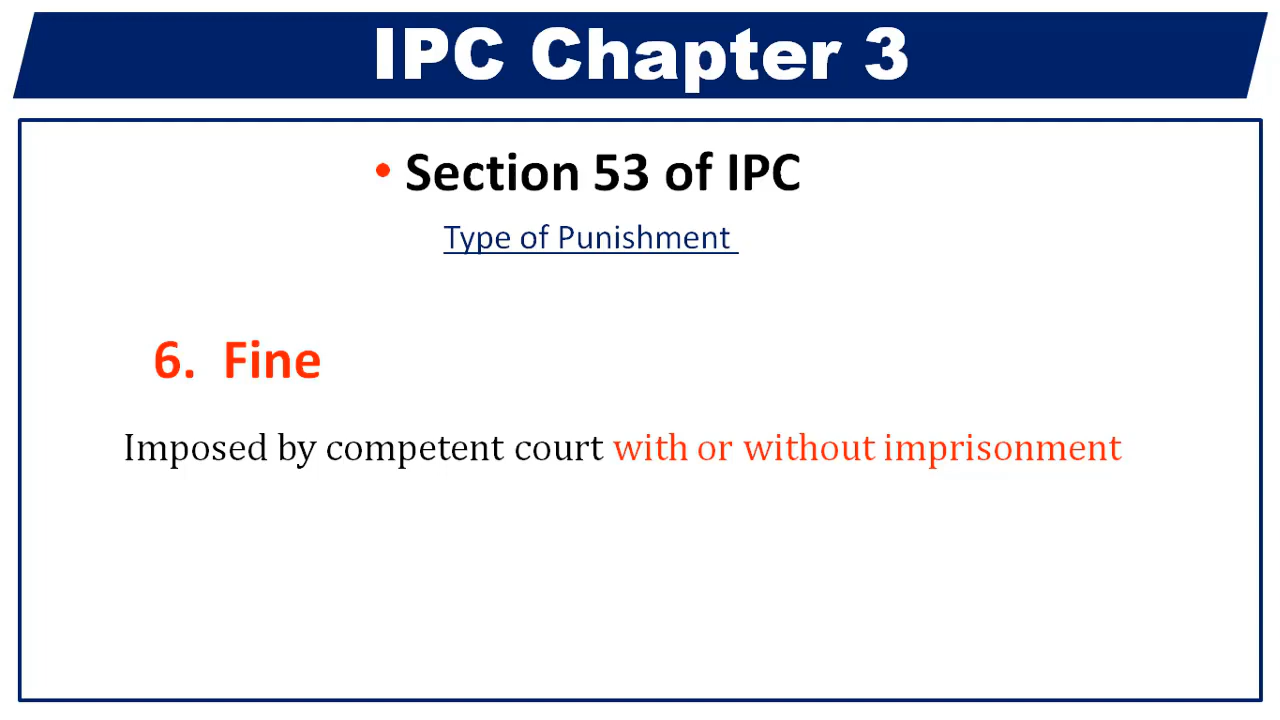 IPC Chapter 3
• Section 53 of IPC
Type of Punishment
6. Fine
Imposed by competent court with or without imprisonment